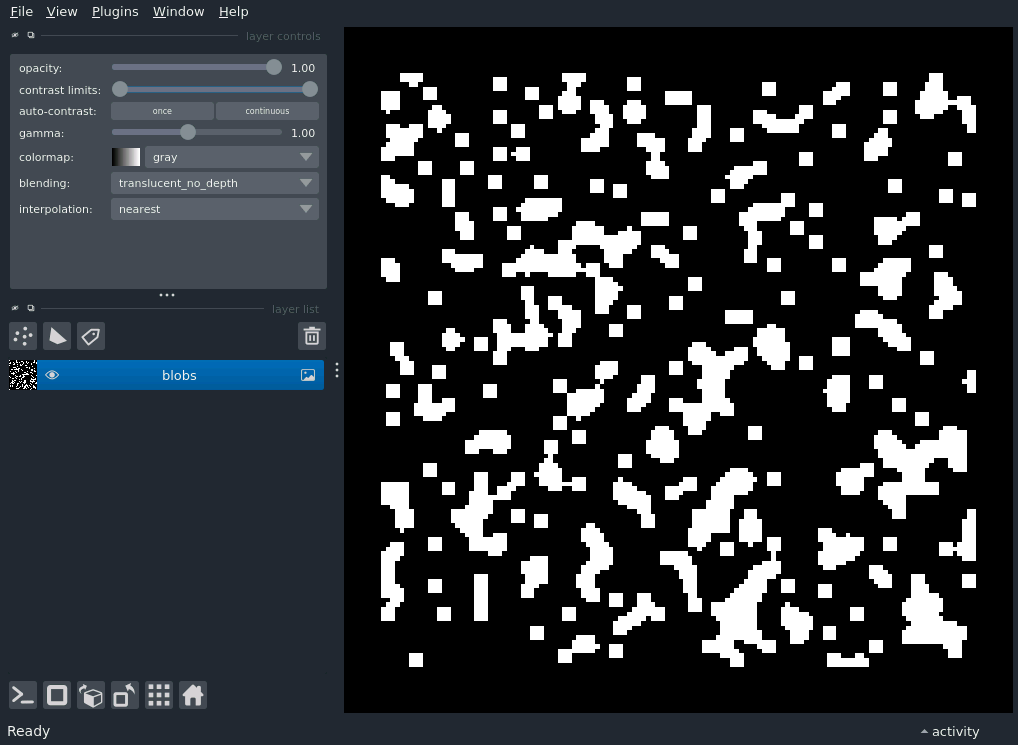 File View Plugins Window Help
layer controls
opacity: 1.00
contrast limits:
auto-contrast: once continuous
gamma: 1.00
colormap: gray
blending: translucent_no_depth
interpolation: nearest
layer list
blobs
Ready activity